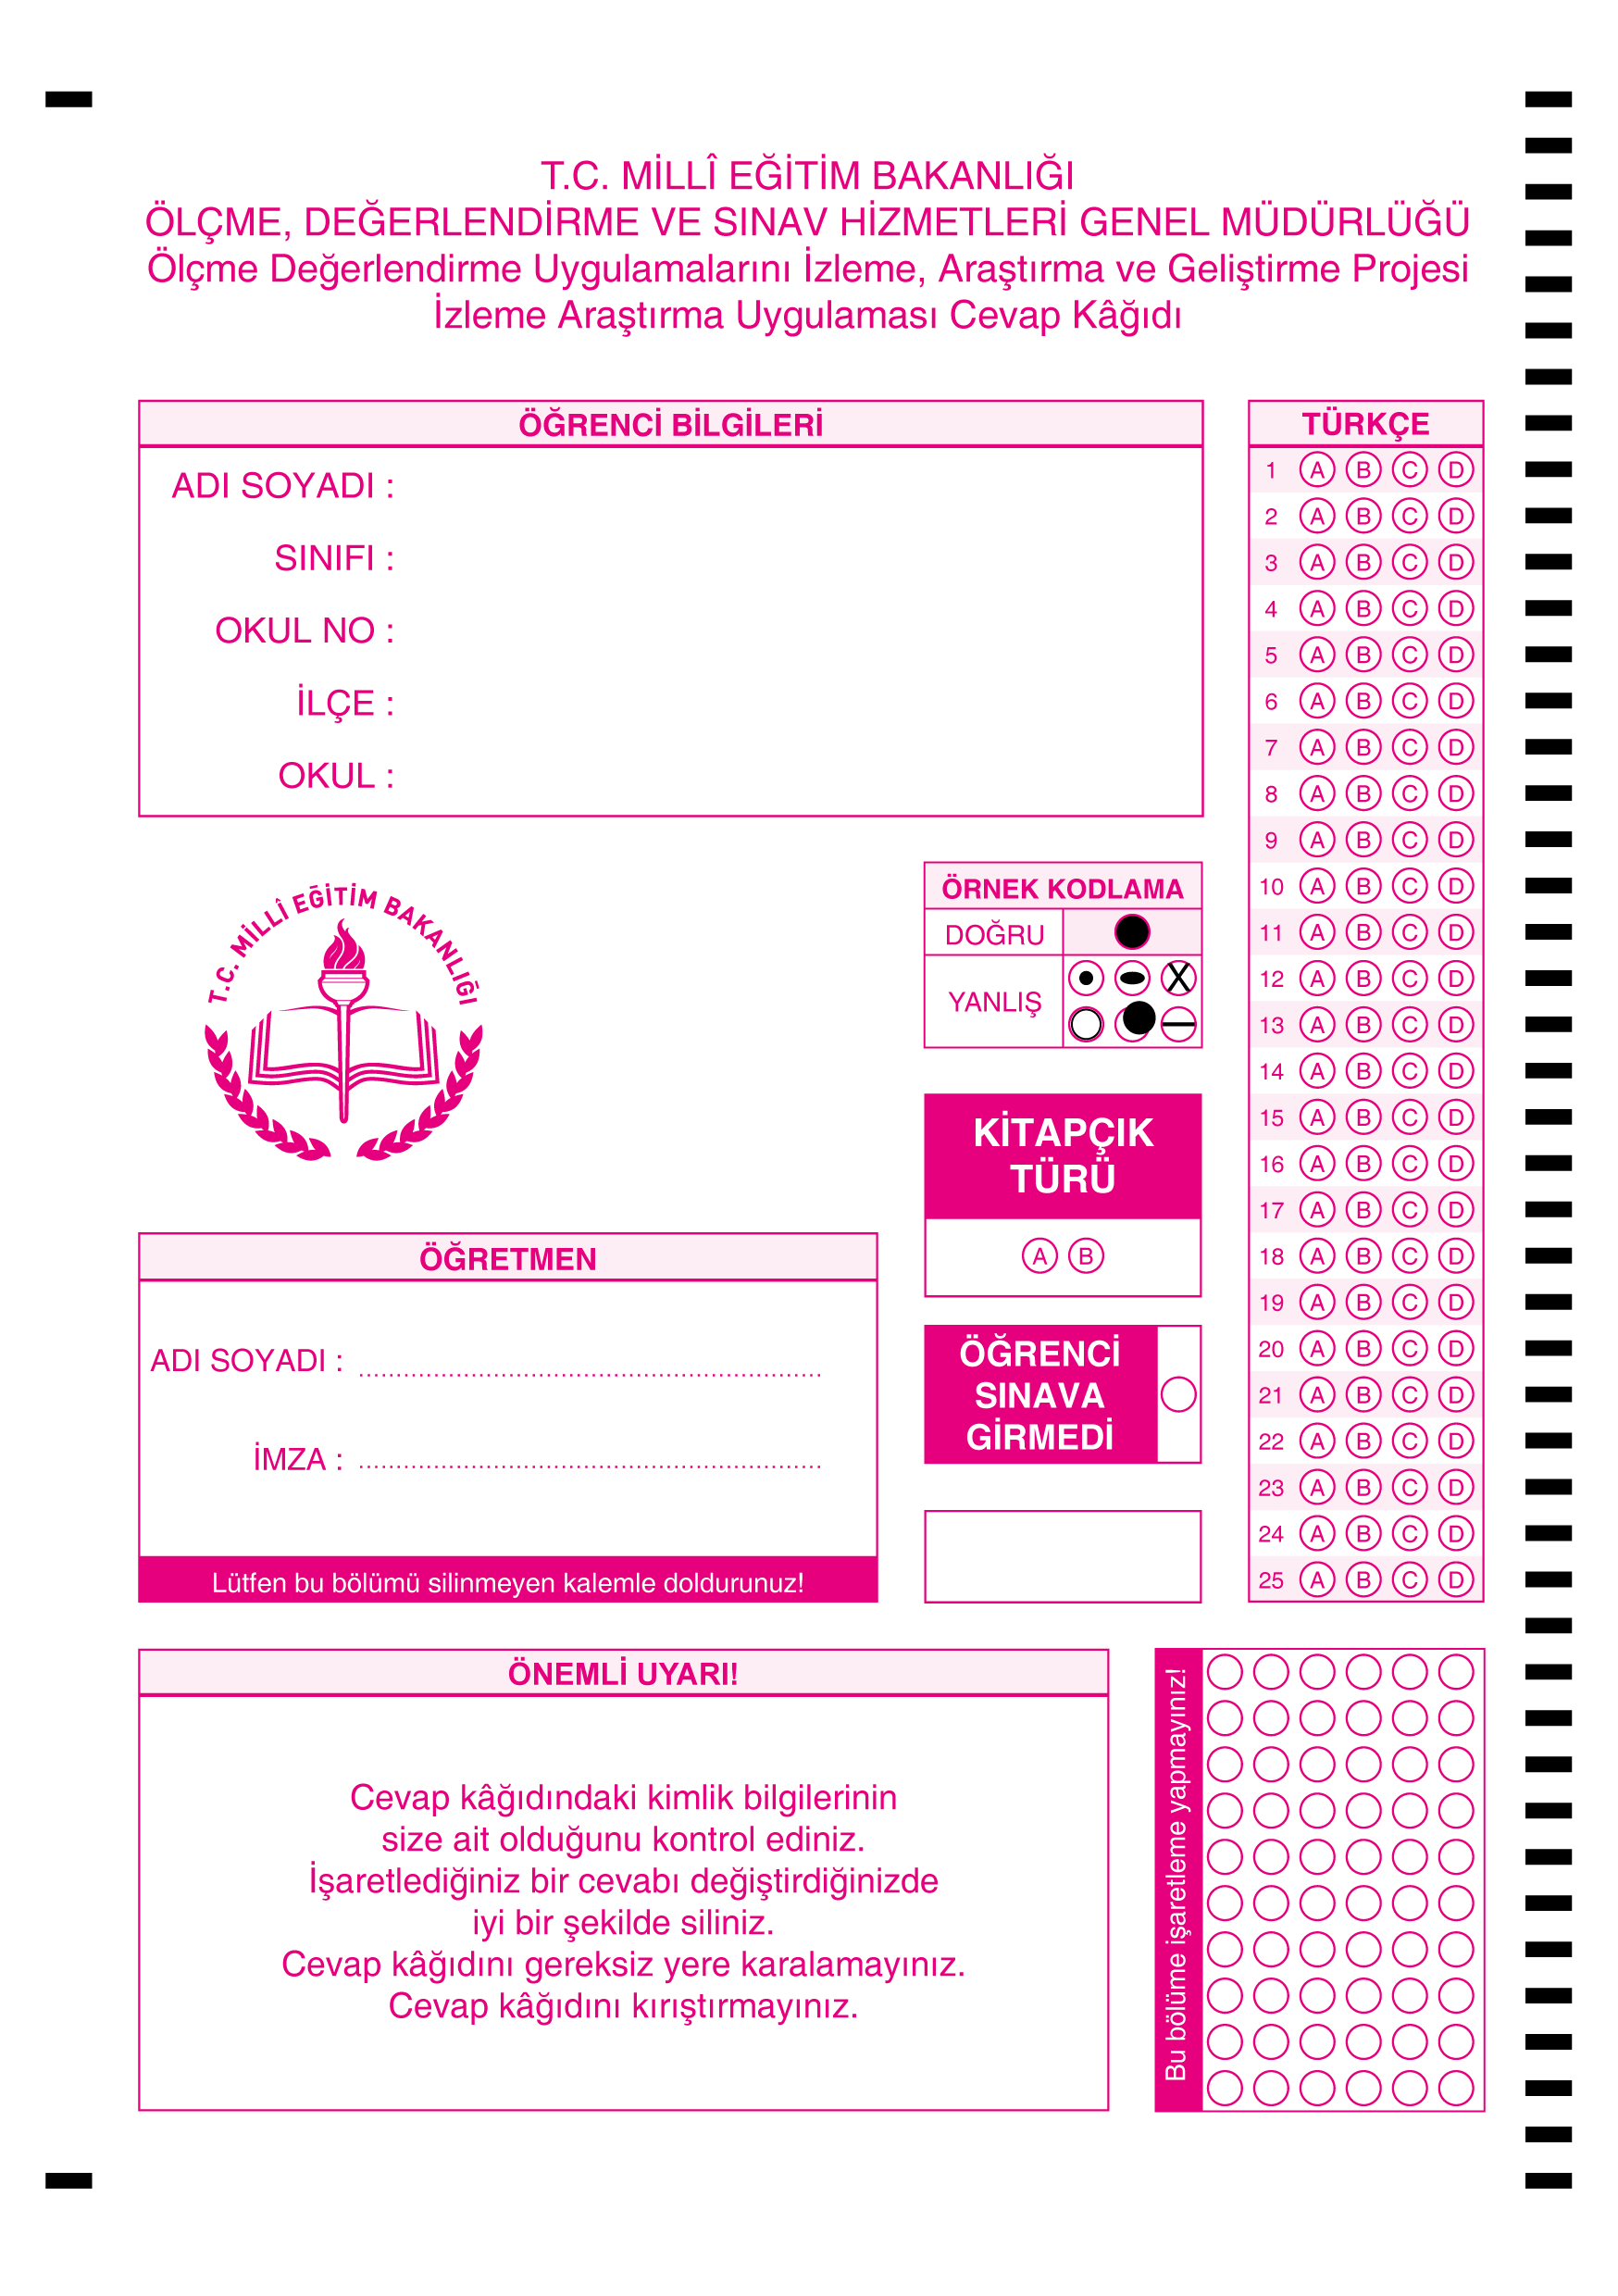 T.C. MİLLÎ EĞİTİM BAKANLIĞI
ÖLÇME, DEĞERLENDİRME VE SINAV HİZMETLERİ GENEL MÜDÜRLÜĞÜ
Ölçme Değerlendirme Uygulamalarını İzleme, Araştırma ve Geliştirme Projesi
İzleme Araştırma Uygulaması Cevap Kâğıdı
ÖĞRENCİ BİLGİLERİ
ADI SOYADI :
SINIFI :
OKUL NO :
İLÇE :
OKUL :
T.C. MİLLÎ EĞİTİM BAKANLIĞI
ÖRNEK KODLAMA
DOĞRU
YANLIŞ
KİTAPÇIK
TÜRÜ
A B
ÖĞRETMEN
ADI SOYADI :
İMZA :
Lütfen bu bölümü silinmeyen kalemle doldurunuz!
ÖĞRENCİ
SINAVA
GİRMEDİ
TÜRKÇE
1 A B C D
2 A B C D
3 A B C D
4 A B C D
5 A B C D
6 A B C D
7 A B C D
8 A B C D
9 A B C D
10 A B C D
11 A B C D
12 A B C D
13 A B C D
14 A B C D
15 A B C D
16 A B C D
17 A B C D
18 A B C D
19 A B C D
20 A B C D
21 A B C D
22 A B C D
23 A B C D
24 A B C D
25 A B C D
ÖNEMLİ UYARI!
Cevap kâğıdındaki kimlik bilgilerinin
size ait olduğunu kontrol ediniz.
İşaretlediğiniz bir cevabı değiştirdiğinizde
iyi bir şekilde siliniz.
Cevap kâğıdını gereksiz yere karalamayınız.
Cevap kâğıdını kırıştırmayınız.
Bu bölüme işaretleme yapmayınız!